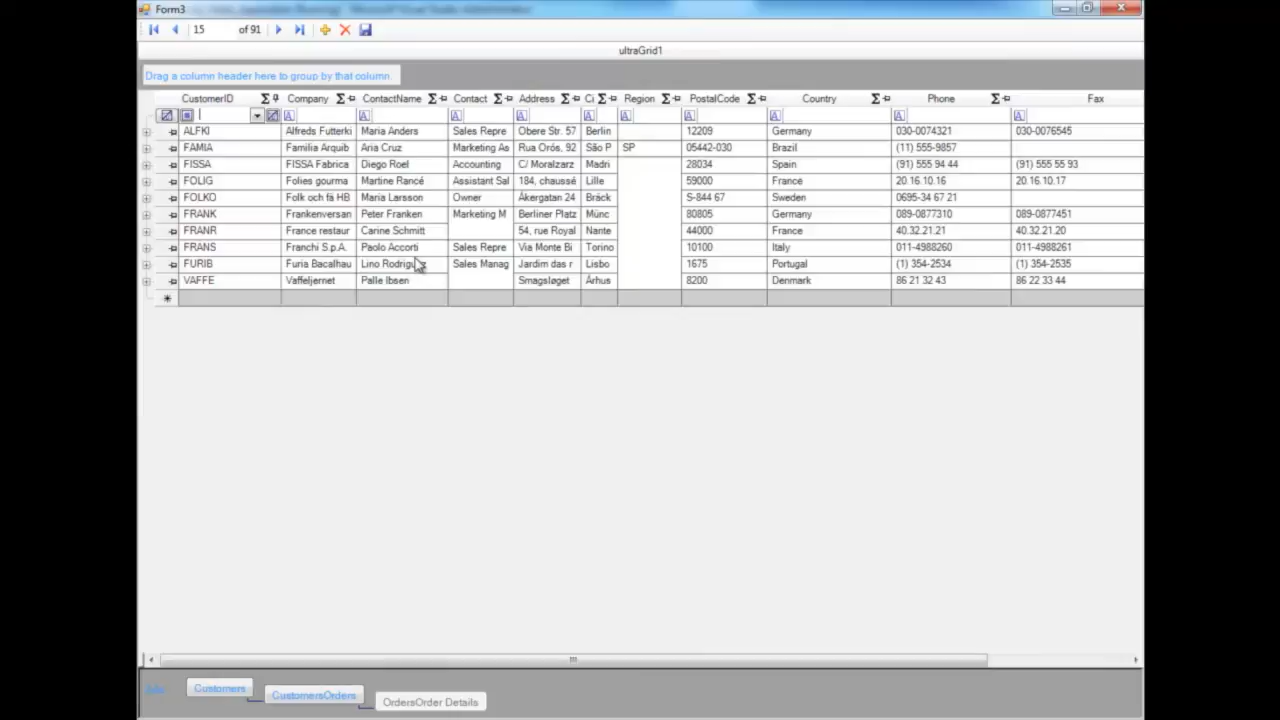 Form3
15 of 91
ultraGrid1
Drag a column header here to group by that column.
CustomerID Σ Company Σ ContactName Σ Contact Σ Address Σ Ci Σ Region Σ PostalCode Σ Country Σ Phone Σ Fax
ALFKI Alfreds Futterki Maria Anders Sales Repre Obere Str. 57 Berlin 12209 Germany 030-0074321 030-0076545
FAMIA Familia Arquib Aria Cruz Marketing As Rua Orós, 92 São P SP 05442-030 Brazil (11) 555-9857
FISSA FISSA Fabrica Diego Roel Accounting C/ Moralzarz Madri 28034 Spain (91) 555 94 44 (91) 555 55 93
FOLIG Folies gourma Martine Rancé Assistant Sal 184, chaussé Lille 59000 France 20.16.10.16 20.16.10.17
FOLKO Folk och fä HB Maria Larsson Owner Åkergatan 24 Bräck S-844 67 Sweden 0695-34 67 21
FRANK Frankenversan Peter Franken Marketing M Berliner Platz Münc 80805 Germany 089-0877310 089-0877451
FRANR France restaur Carine Schmitt 54, rue Royal Nante 44000 France 40.32.21.21 40.32.21.20
FRANS Franchi S.p.A. Paolo Accorti Sales Repre Via Monte Bi Torino 10100 Italy 011-4988260 011-4988261
FURIB Furia Bacalhau Lino Sales Manag Jardim das r Lisbo 1675 Portugal (1) 354-2534 (1) 354-2535
VAFFE Vaffeljernet Palle Ibsen Smagsløget Århus 8200 Denmark 86 21 32 43 86 22 33 44
Customers
CustomersOrders
OrdersOrder Details